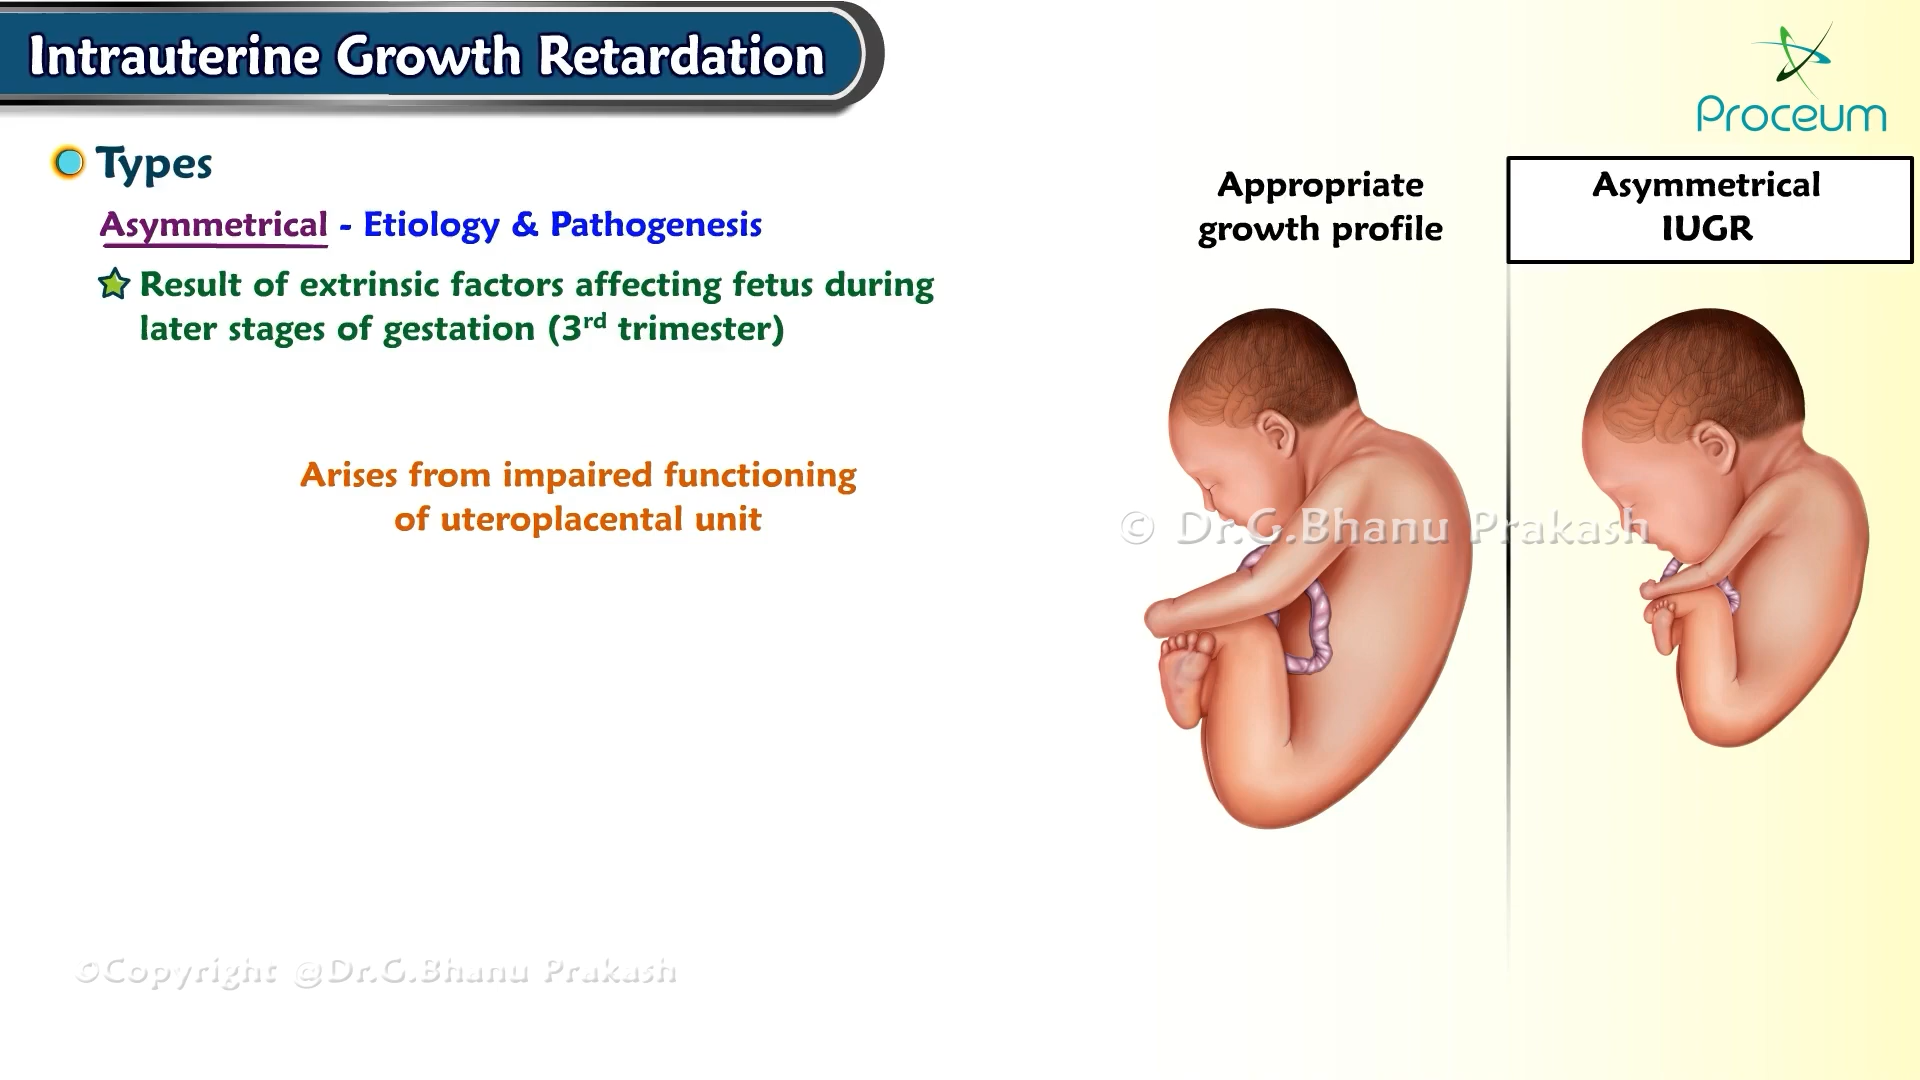 Intrauterine Growth Retardation
Proceum
Types
Asymmetrical - Etiology & Pathogenesis
Result of extrinsic factors affecting fetus during
later stages of gestation (3rd trimester)
Arises from impaired functioning
of uteroplacental unit
Appropriate
growth profile
Asymmetrical
IUGR
© Dr.G.Bhanu Prakash
©Copyright @Dr.G.Bhanu Prakash